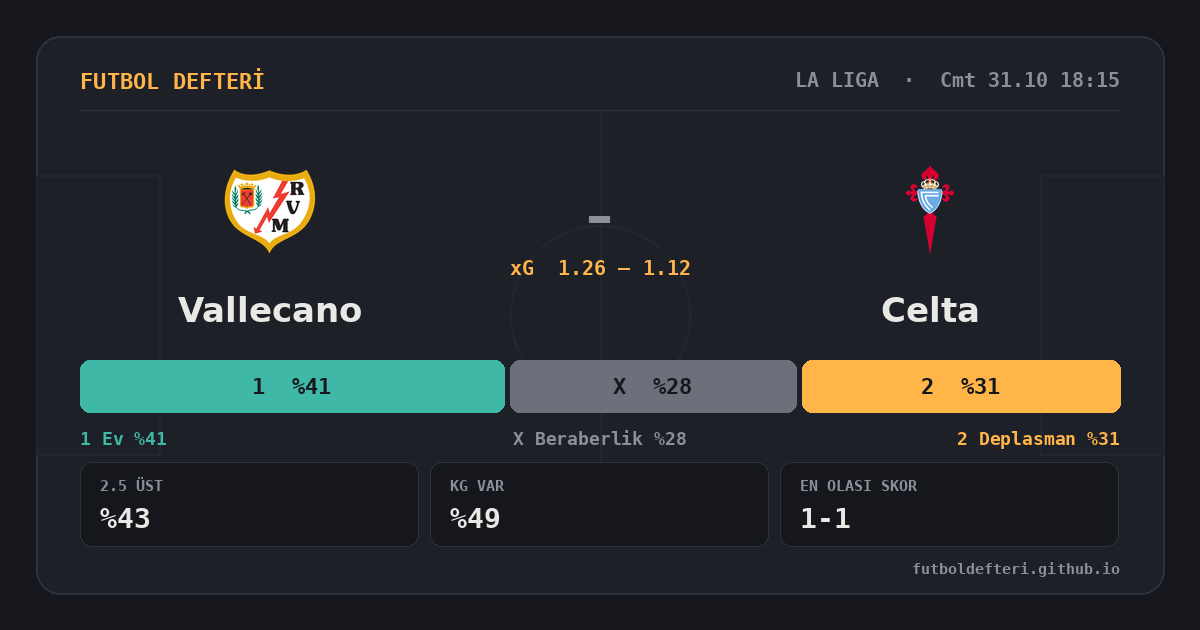 FUTBOL DEFTERİ
LA LIGA · Cmt 31.10 18:15
R
V
M
–
xG 1.26 – 1.12
Vallecano
Celta
1 %41
X %28
2 %31
1 Ev %41
X Beraberlik %28
2 Deplasman %31
2.5 ÜST
%43
KG VAR
%49
EN OLASI SKOR
1-1
futboldefteri.github.io